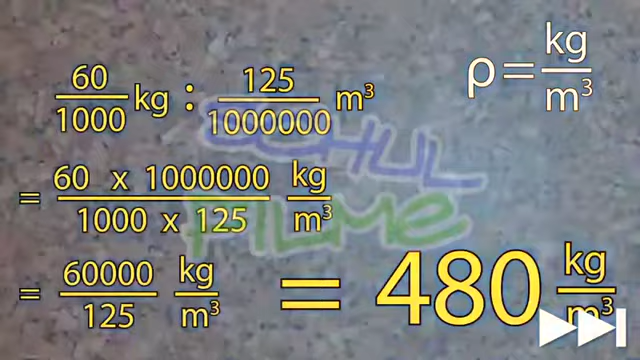 60/1000 kg : 125/1000000 m³
ρ = kg/m³
= 60 x 1000000 / 1000 x 125 kg/m³
= 60000/125 kg/m³ = 480 kg/m³
SCHUL
FILME